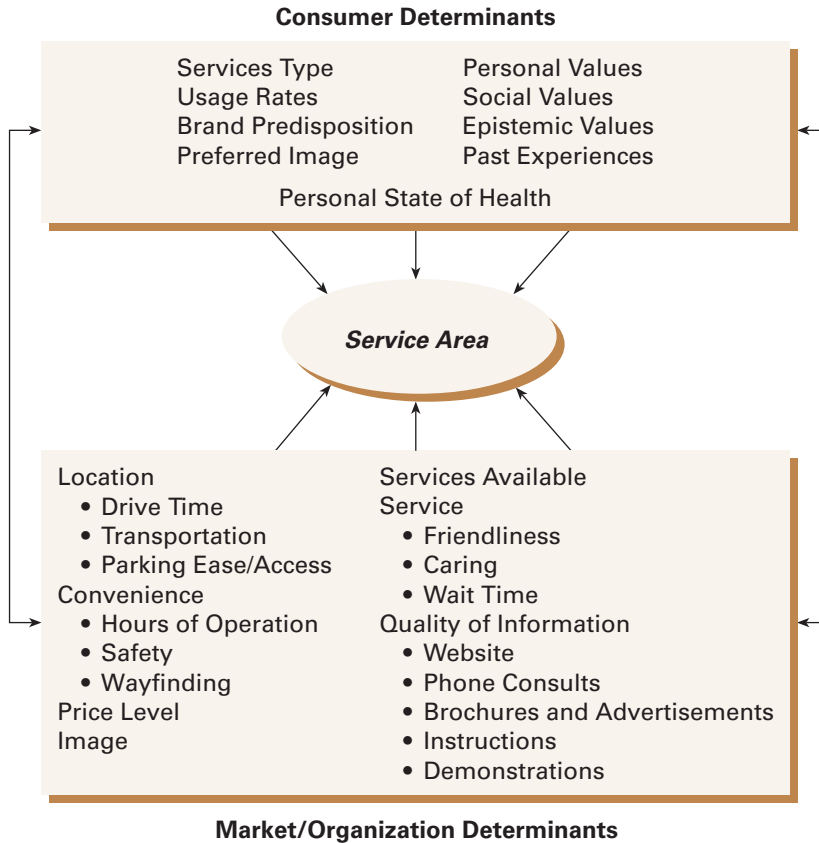 Consumer Determinants
Services Type
Usage Rates
Brand Predisposition
Preferred Image
Personal Values
Social Values
Epistemic Values
Past Experiences
Personal State of Health
Service Area
Location
• Drive Time
• Transportation
• Parking Ease/Access
Convenience
• Hours of Operation
• Safety
• Wayfinding
Price Level
Image
Services Available
Service
• Friendliness
• Caring
• Wait Time
Quality of Information
• Website
• Phone Consults
• Brochures and Advertisements
• Instructions
• Demonstrations
Market/Organization Determinants